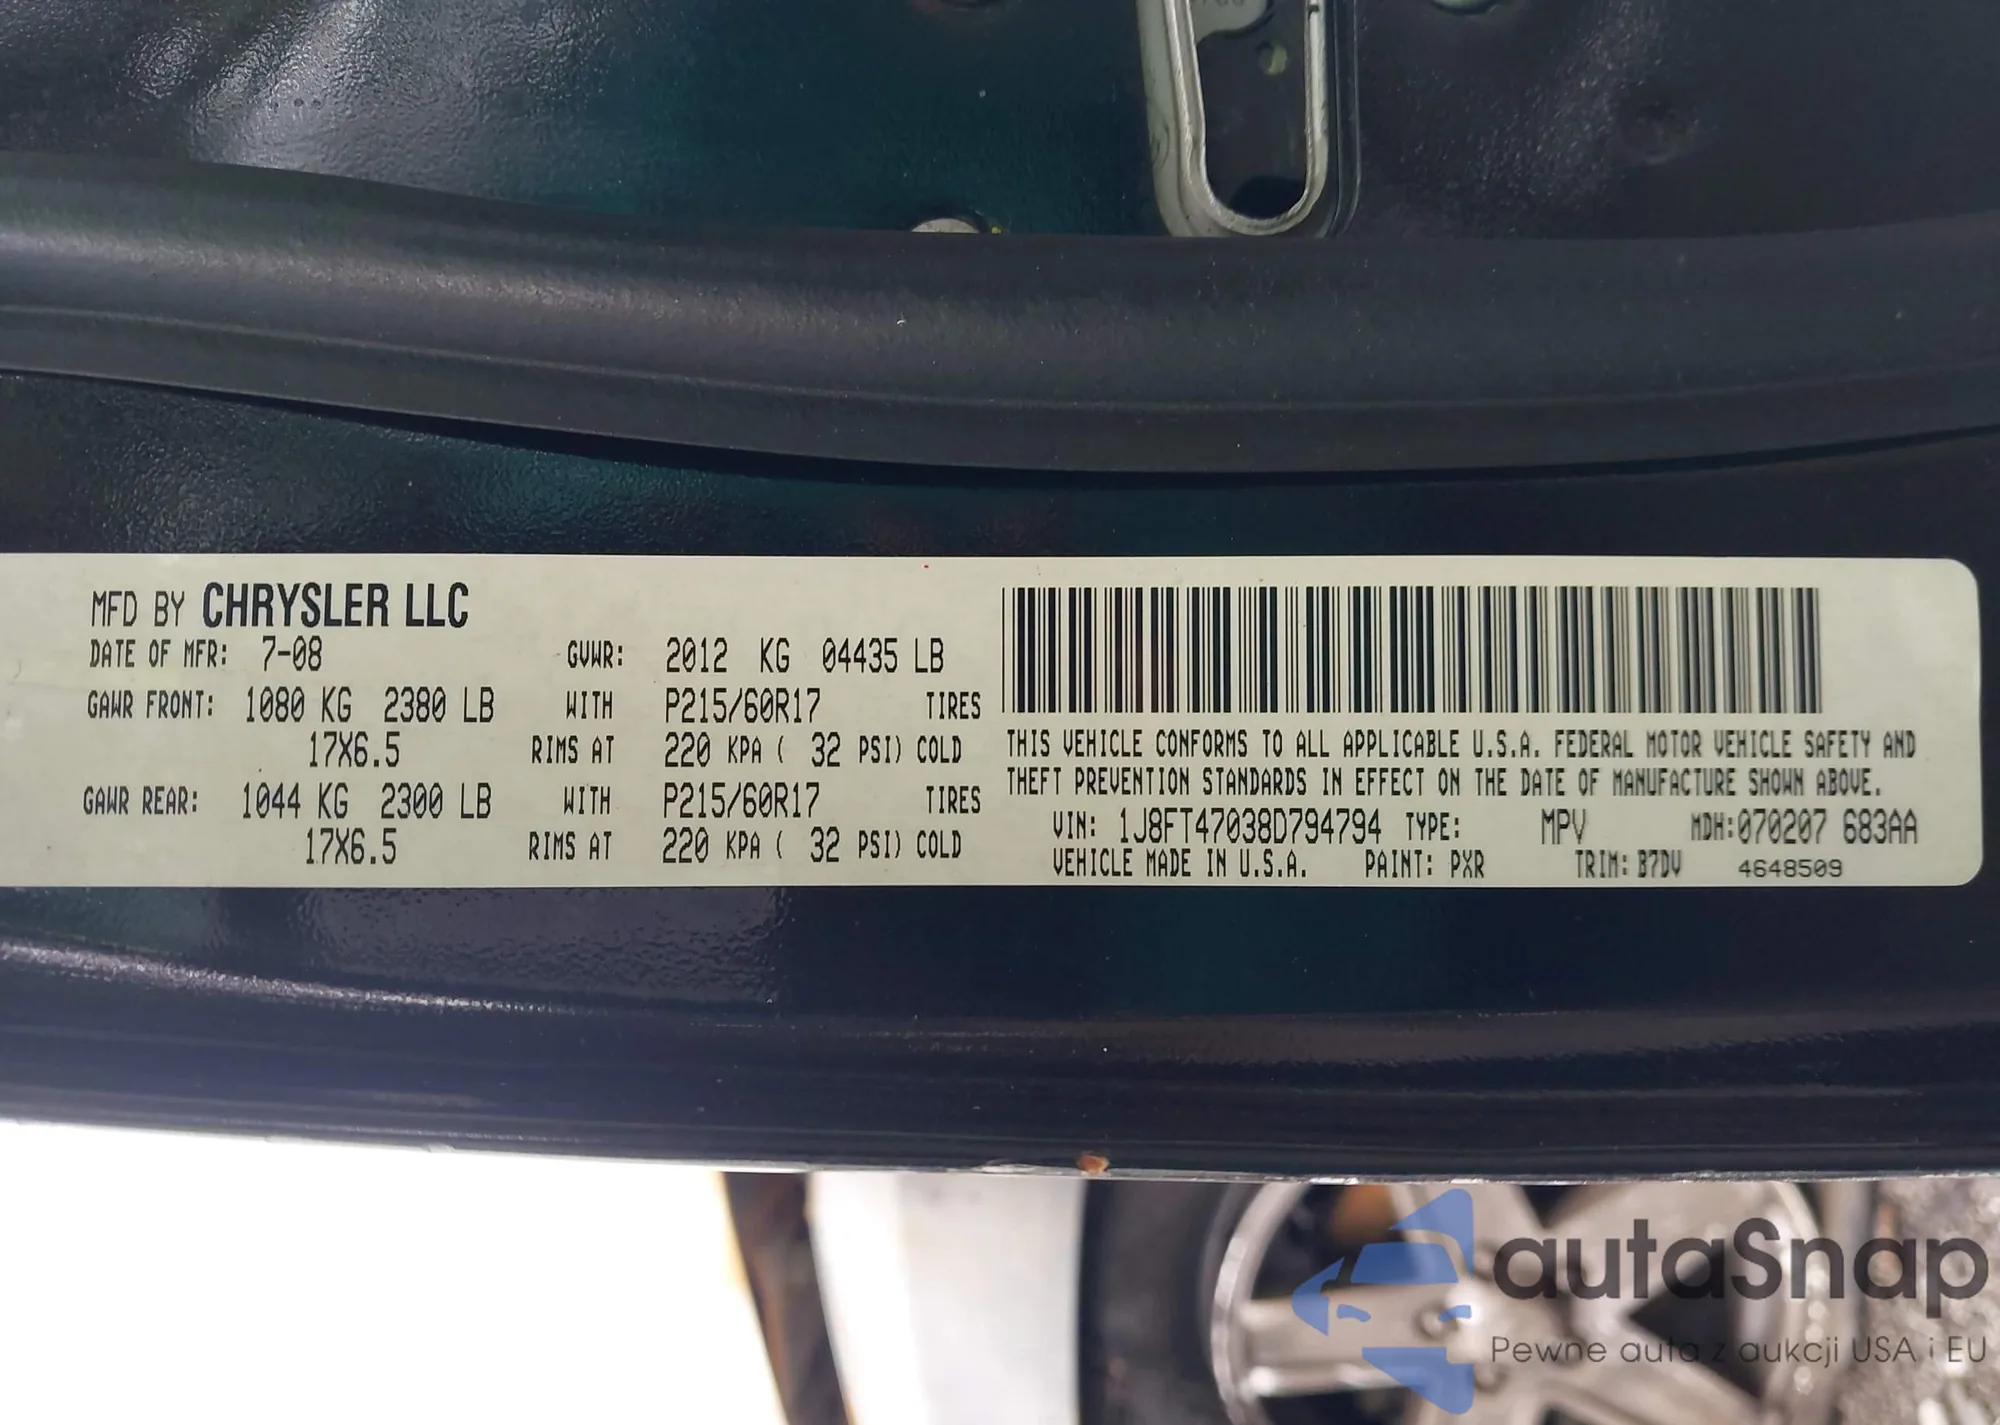 MFD BY CHRYSLER LLC
DATE OF MFR: 7-08 GVWR: 2012 KG 04435 LB
GAWR FRONT: 1080 KG 2380 LB WITH P215/60R17 TIRES
17X6.5 RIMS AT 220 KPA ( 32 PSI) COLD
GAWR REAR: 1044 KG 2300 LB WITH P215/60R17 TIRES
17X6.5 RIMS AT 220 KPA ( 32 PSI) COLD
THIS VEHICLE CONFORMS TO ALL APPLICABLE U.S.A. FEDERAL MOTOR VEHICLE SAFETY AND
THEFT PREVENTION STANDARDS IN EFFECT ON THE DATE OF MANUFACTURE SHOWN ABOVE.
VIN: 1J8FT47038D794794 TYPE: MPV MDH:070207 683AA
VEHICLE MADE IN U.S.A. PAINT: PXR TRIM: B7DV 4648509
autaSnap
Pewne auta z aukcji USA i EU